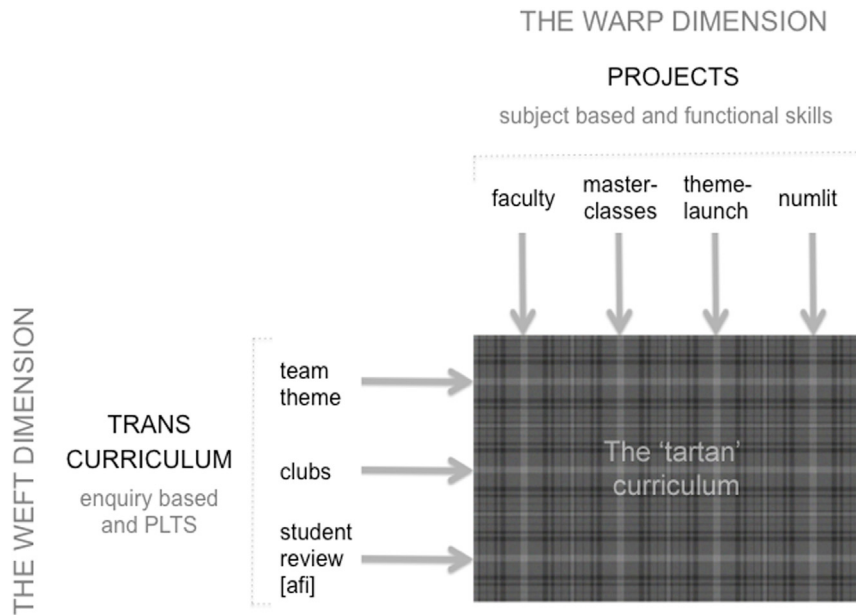 THE WARP DIMENSION
PROJECTS
subject based and functional skills
faculty
master-
classes
theme-
launch
numlit
THE WEFT DIMENSION
TRANS
CURRICULUM
enquiry based
and PLTS
team
theme
clubs
student
review
[afi]
The ‘tartan’
curriculum